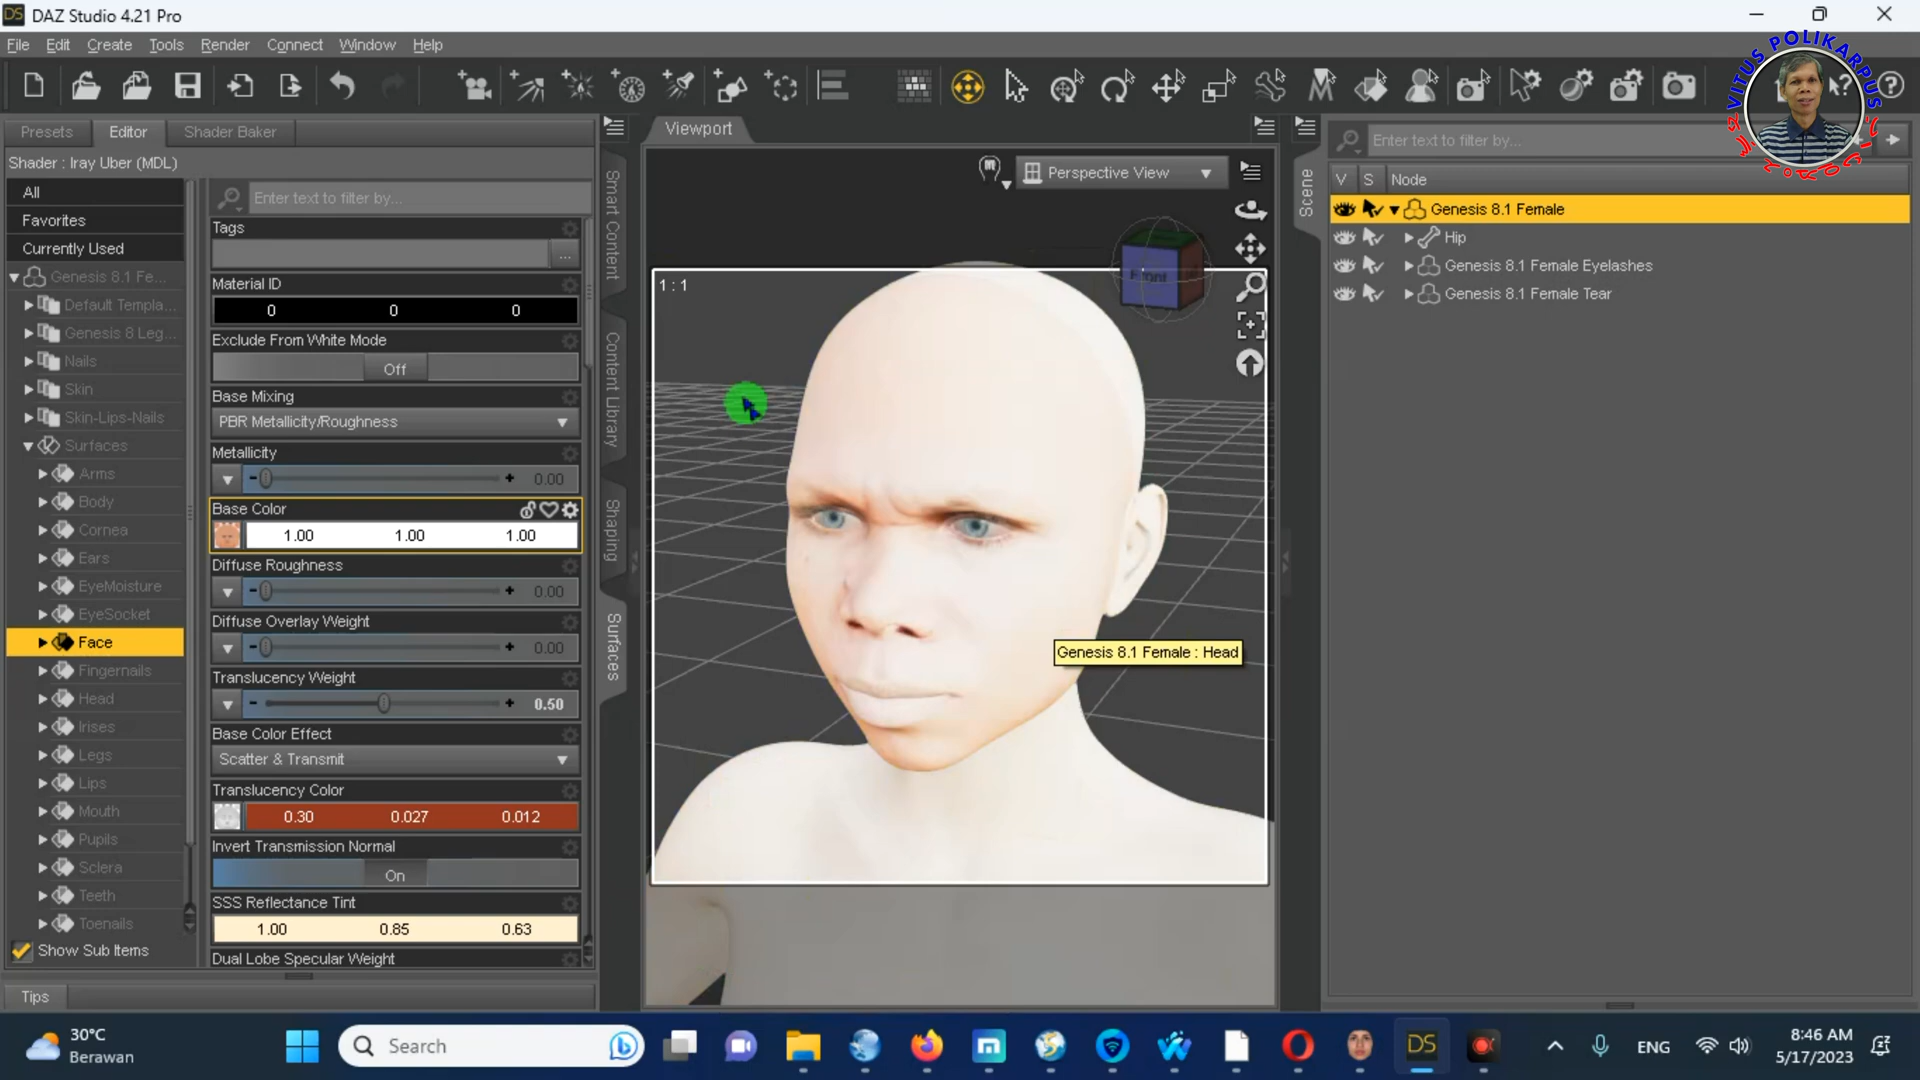 DAZ Studio 4.21 Pro
File Edit Create Tools Render Connect Window Help
VITUS POLIKARPUS
Presets Editor Shader Baker
Shader : Iray Uber (MDL)
All
Favorites
Currently Used
Genesis 8.1 Fe...
Default Templa...
Genesis 8 Leg...
Nails
Skin
Skin-Lips-Nails
Surfaces
Arms
Body
Cornea
Ears
EyeMoisture
EyeSocket
Face
Fingernails
Head
Irises
Legs
Lips
Mouth
Pupils
Sclera
Teeth
Toenails
Show Sub Items
Tips
Enter text to filter by...
Tags
...
Material ID
0 0 0
Exclude From White Mode
Off
Base Mixing
PBR Metallicity/Roughness
Metallicity
0.00
Base Color
1.00 1.00 1.00
Diffuse Roughness
0.00
Diffuse Overlay Weight
0.00
Translucency Weight
0.50
Base Color Effect
Scatter & Transmit
Translucency Color
0.30 0.027 0.012
Invert Transmission Normal
On
SSS Reflectance Tint
1.00 0.85 0.63
Dual Lobe Specular Weight
Smart Content
Content Library
Shaping
Surfaces
Viewport
Perspective View
1 : 1
Front
Genesis 8.1 Female : Head
Scene
Enter text to filter by...
V S Node
Genesis 8.1 Female
Hip
Genesis 8.1 Female Eyelashes
Genesis 8.1 Female Tear
30°C
Berawan
Search
DS
ENG
8:46 AM
5/17/2023